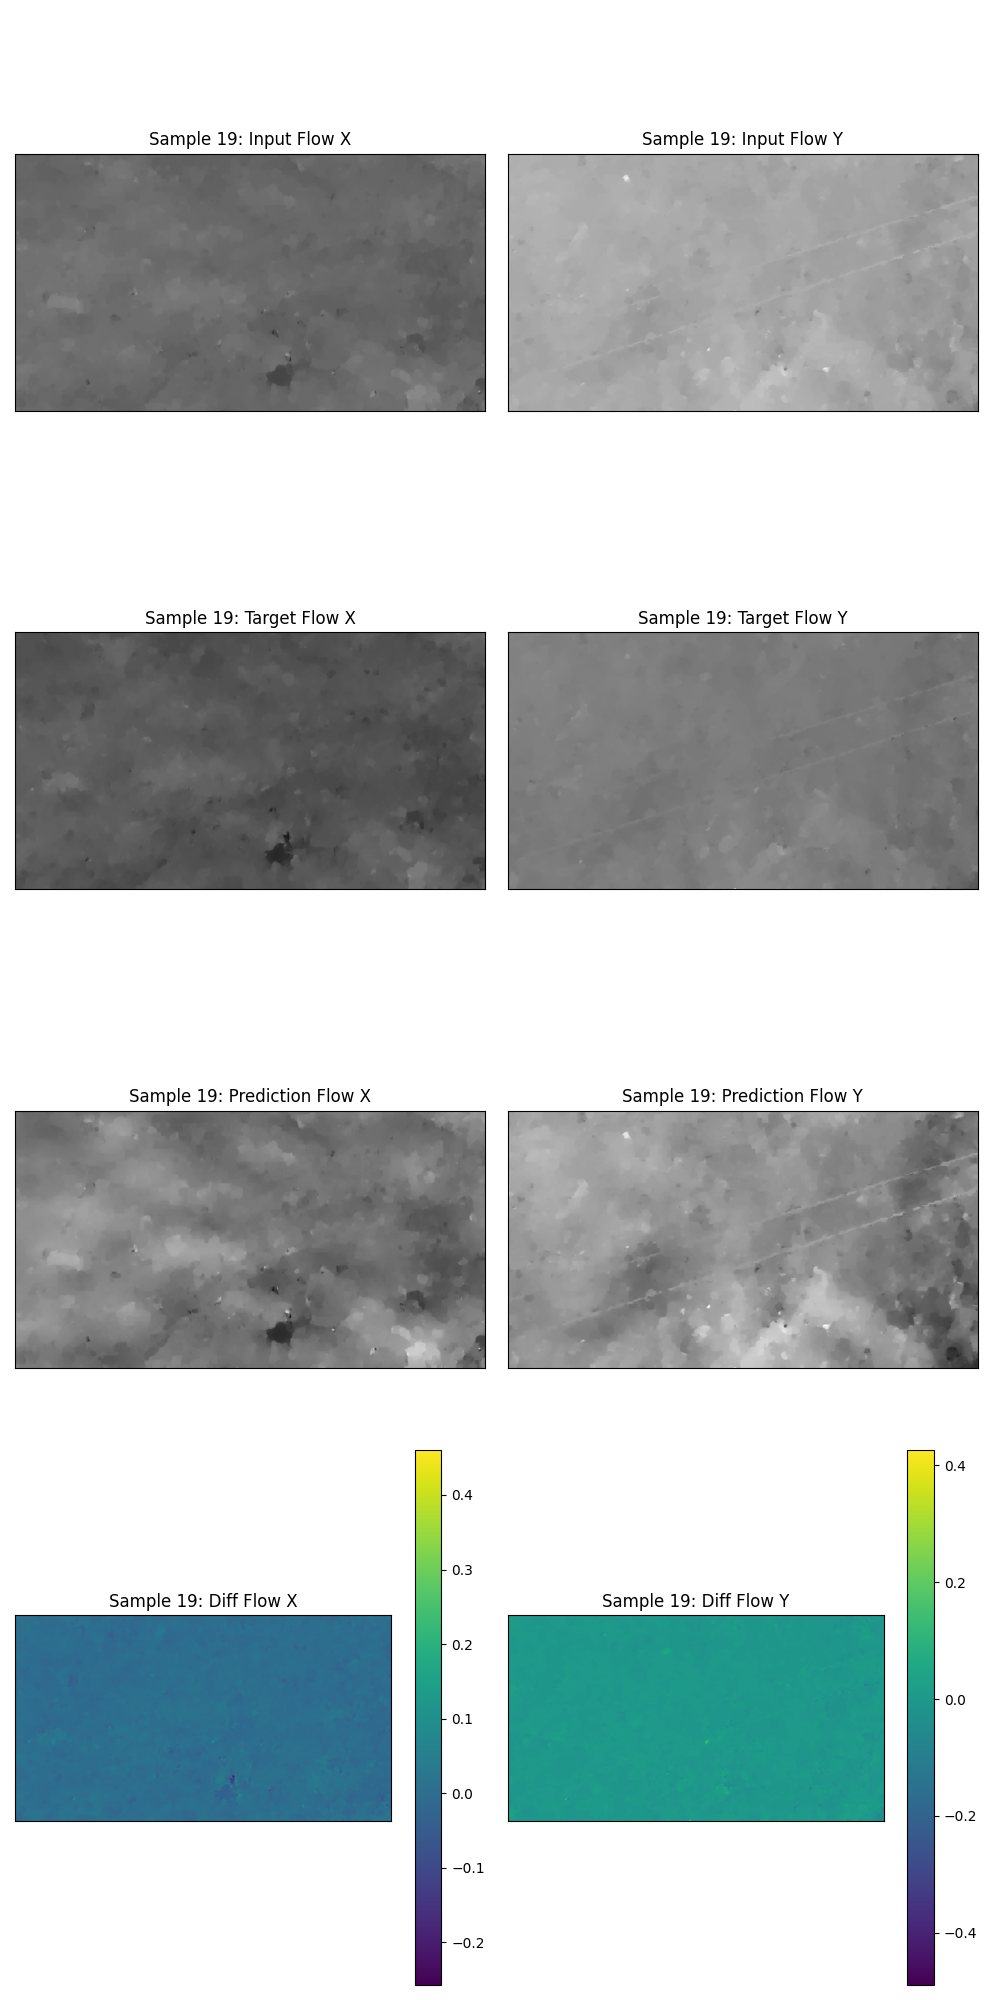 Sample 19: Input Flow X
Sample 19: Input Flow Y
Sample 19: Target Flow X
Sample 19: Target Flow Y
Sample 19: Prediction Flow X
Sample 19: Prediction Flow Y
Sample 19: Diff Flow X
0.4
0.3
0.2
0.1
0.0
−0.1
−0.2
Sample 19: Diff Flow Y
0.4
0.2
0.0
−0.2
−0.4